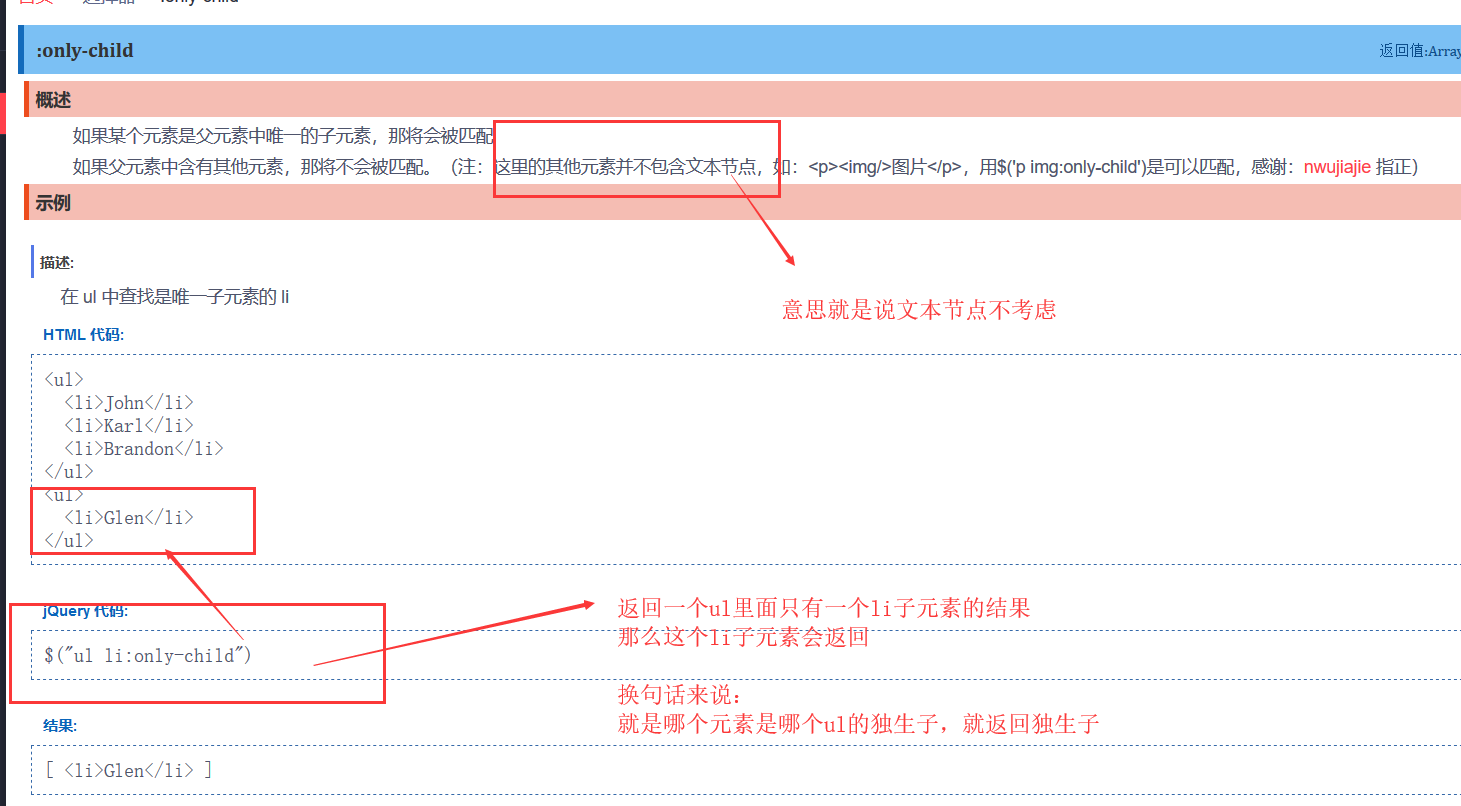 首页 选择器 :only-child
:only-child 返回值:Array
概述
如果某个元素是父元素中唯一的子元素，那将会被匹配
如果父元素中含有其他元素，那将不会被匹配。（注：这里的其他元素并不包含文本节点，如：<p><img/>图片</p>，用$('p img:only-child')是可以匹配，感谢：nwujiajie 指正）
示例
描述:
在 ul 中查找是唯一子元素的 li
意思就是说文本节点不考虑
HTML 代码:
<ul>
<li>John</li>
<li>Karl</li>
<li>Brandon</li>
</ul>
<ul>
<li>Glen</li>
</ul>
jQuery 代码:
$("ul li:only-child")
返回一个ul里面只有一个li子元素的结果
那么这个li子元素会返回
换句话来说：
就是哪个元素是哪个ul的独生子，就返回独生子
结果:
[ <li>Glen</li> ]